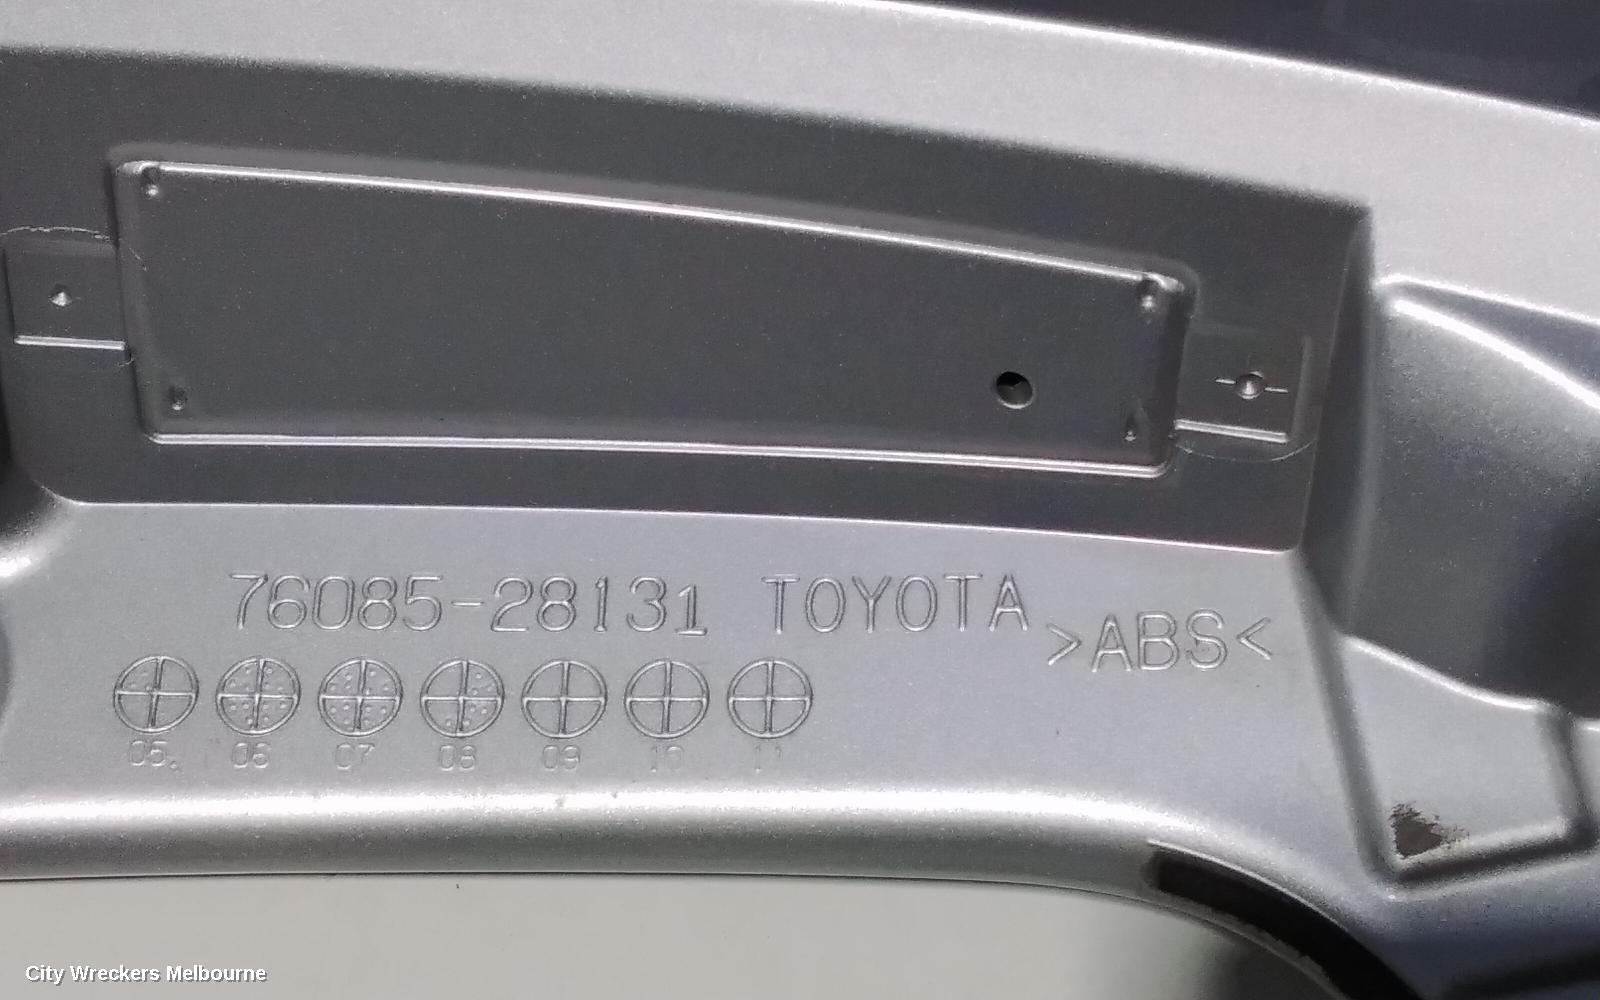 76085-28131 TOYOTA
>ABS<
05. 06 07 08 09 10 11
City Wreckers Melbourne